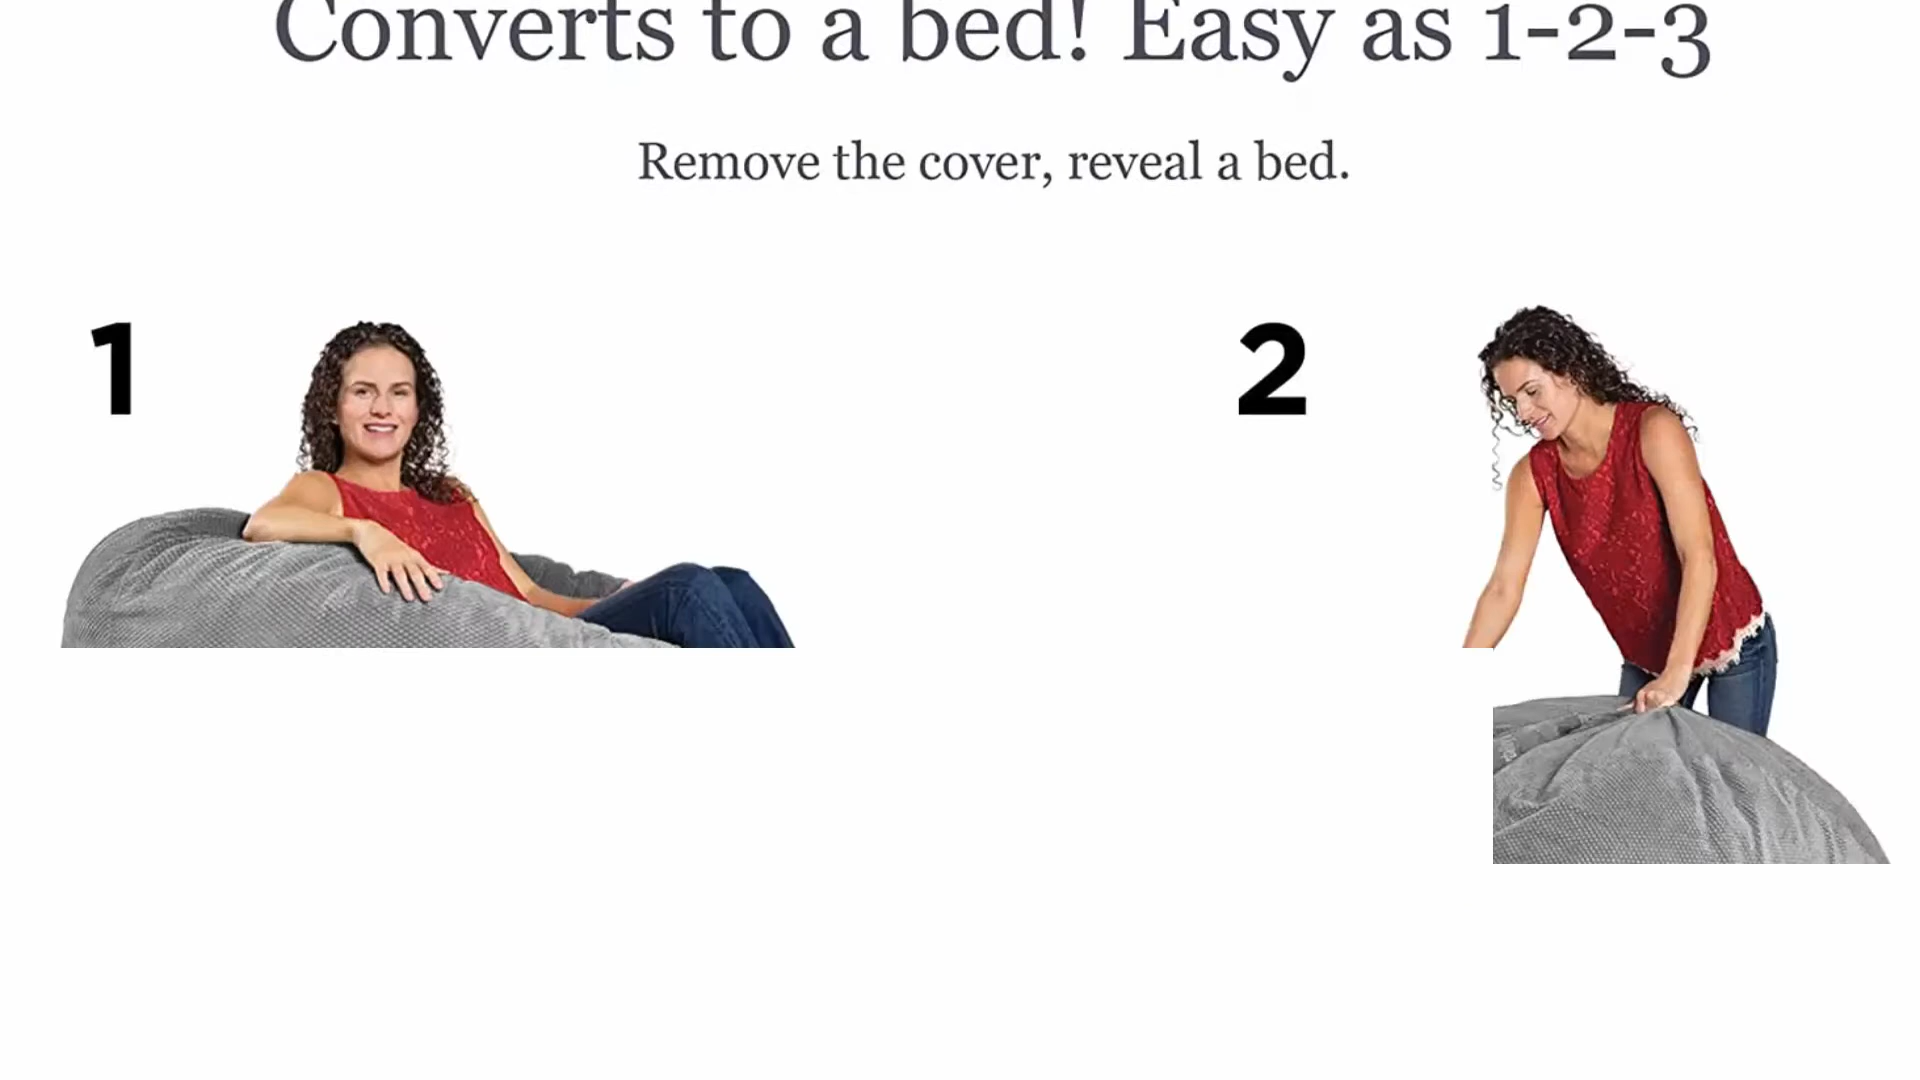 Converts to a bed! Easy as 1-2-3
Remove the cover, reveal a bed.
1
2